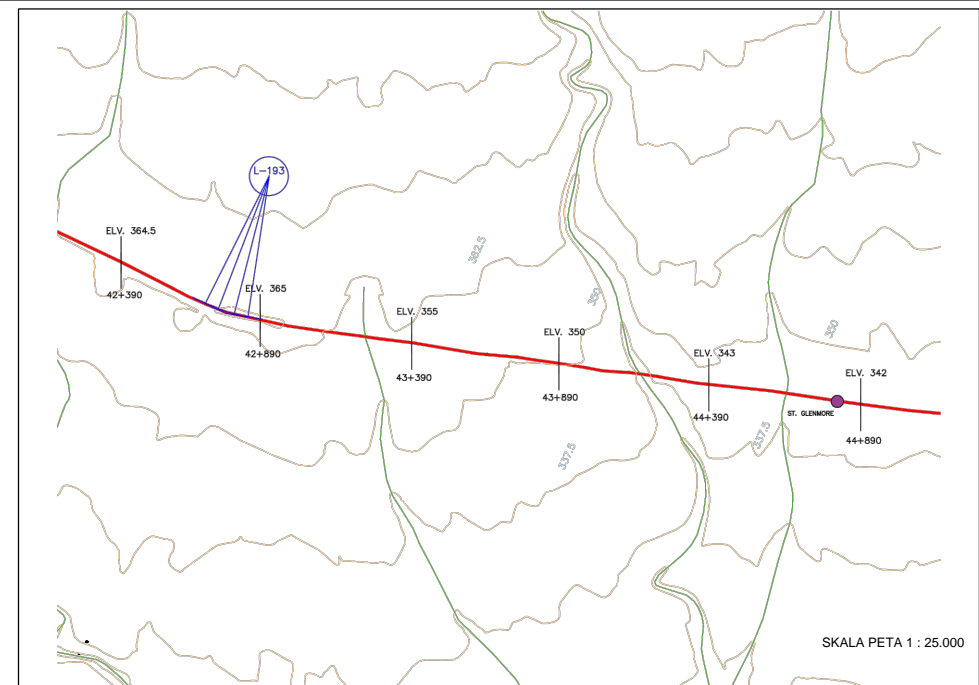 L-193
ELV. 364.5
42+390
ELV. 365
42+890
ELV. 355
43+390
382.5
350
ELV. 350
43+890
337.5
ELV. 343
44+390
337.5
350
ELV. 342
ST. GLENMORE
44+890
SKALA PETA 1 : 25.000